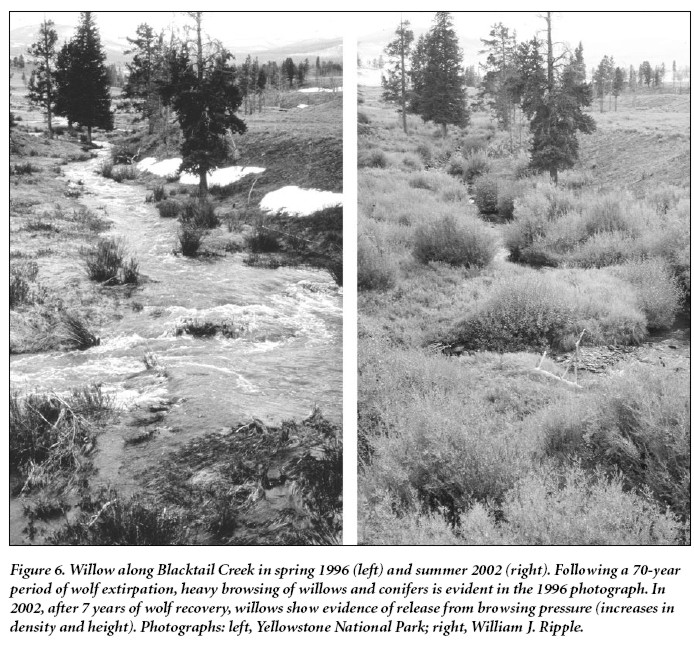 Figure 6. Willow along Blacktail Creek in spring 1996 (left) and summer 2002 (right). Following a 70-year
period of wolf extirpation, heavy browsing of willows and conifers is evident in the 1996 photograph. In
2002, after 7 years of wolf recovery, willows show evidence of release from browsing pressure (increases in
density and height). Photographs: left, Yellowstone National Park; right, William J. Ripple.